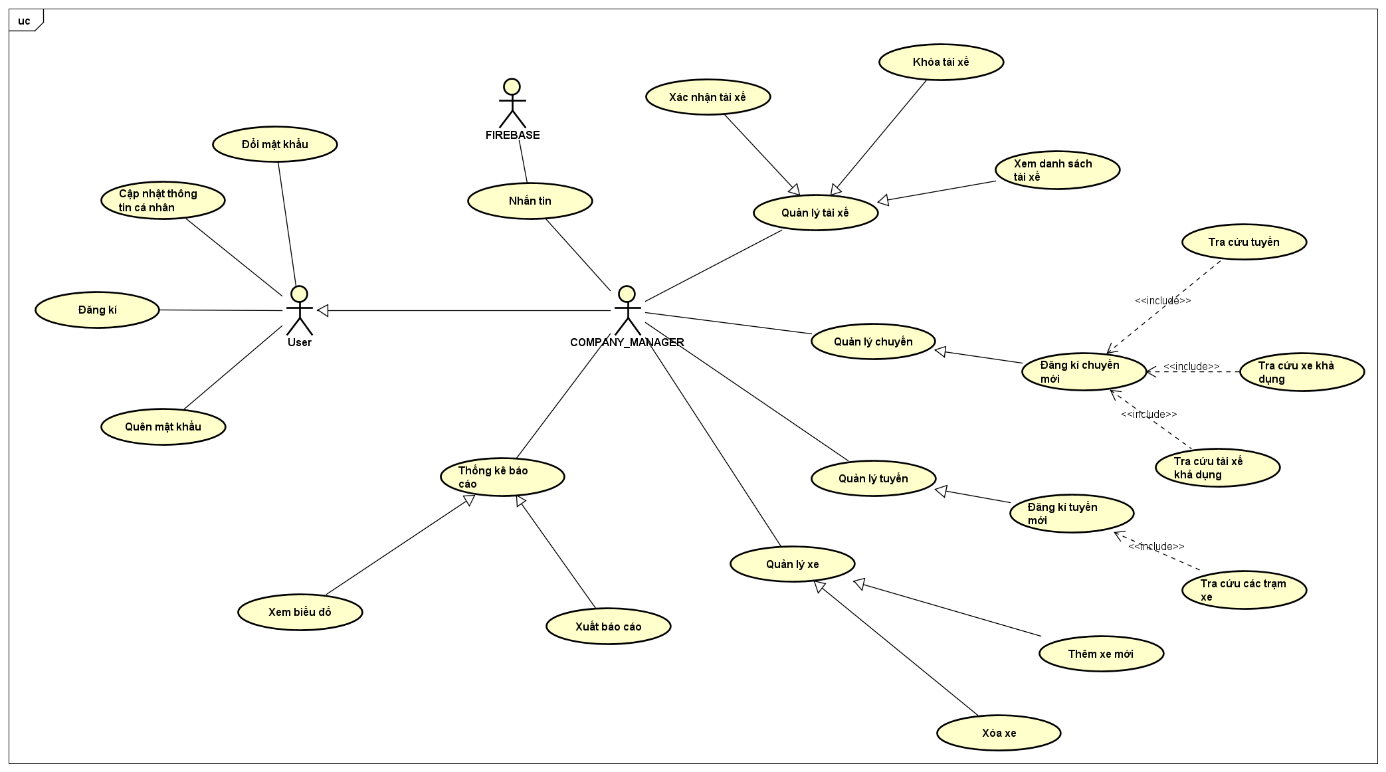 uc
Khóa tài xế
Xác nhận tài xế
FIREBASE
Đổi mật khẩu
Xem danh sách
tài xế
Cập nhật thông
tin cá nhân
Nhắn tin
Quản lý tài xế
Tra cứu tuyến
<<include>>
Đăng kí
User
COMPANY_MANAGER
Quản lý chuyến
Đăng kí chuyến
mới
<<include>>
Tra cứu xe khả
dụng
<<include>>
Quên mật khẩu
Thống kê báo
cáo
Quản lý tuyến
Tra cứu tài xế
khả dụng
Đăng kí tuyến
mới
<<include>>
Quản lý xe
Tra cứu các trạm
xe
Xem biểu đồ
Xuất báo cáo
Thêm xe mới
Xóa xe